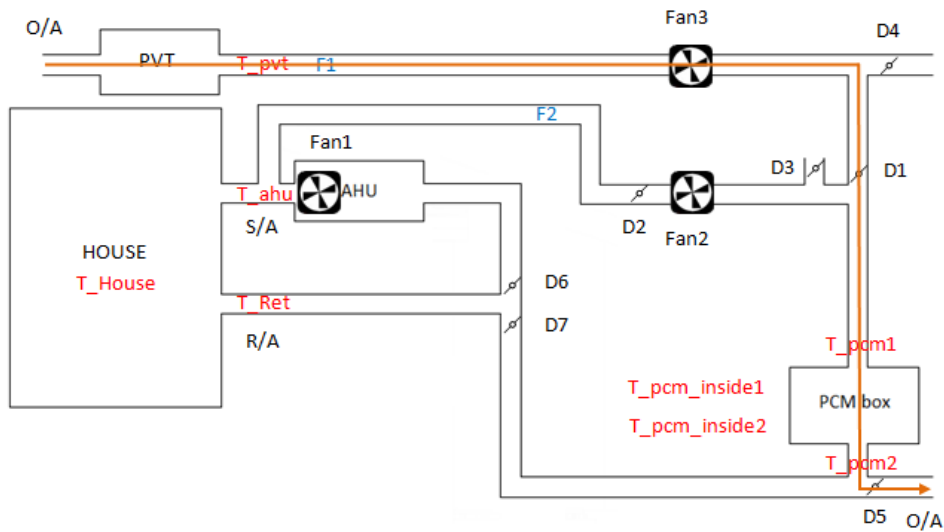 Fan3
O/A
D4
PVT
T_pvt
F1
F2
Fan1
D3
D1
T_ahu
AHU
D2
S/A
Fan2
HOUSE
T_House
D6
T_Ret
D7
R/A
T_pcm1
T_pcm_inside1
PCM box
T_pcm_inside2
T_pcm2
D5
O/A